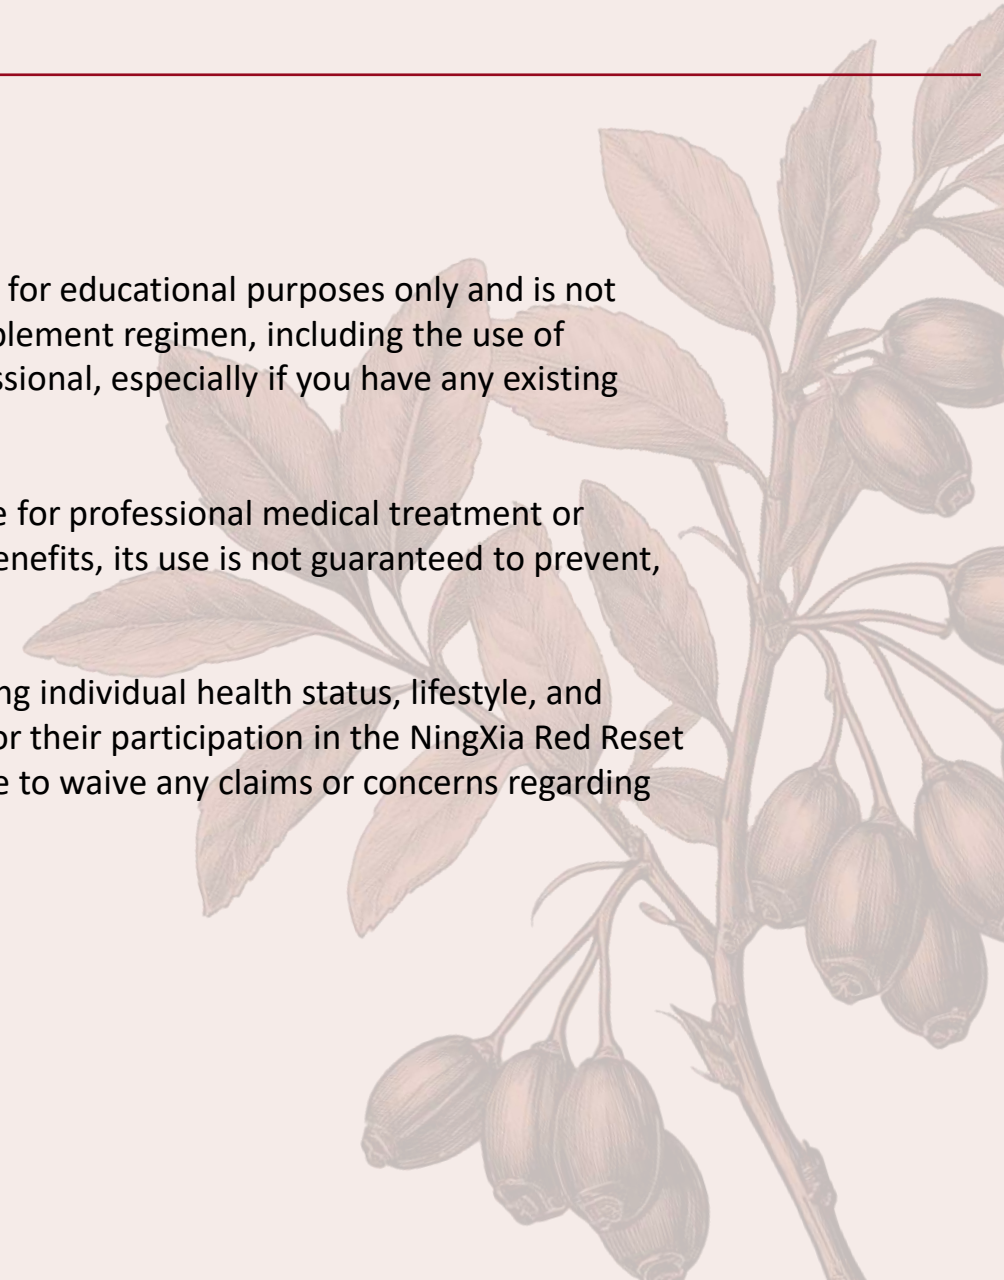 for educational purposes only and is not
plement regimen, including the use of
ssional, especially if you have any existing
e for professional medical treatment or
enefits, its use is not guaranteed to prevent,
ng individual health status, lifestyle, and
or their participation in the NingXia Red Reset
e to waive any claims or concerns regarding